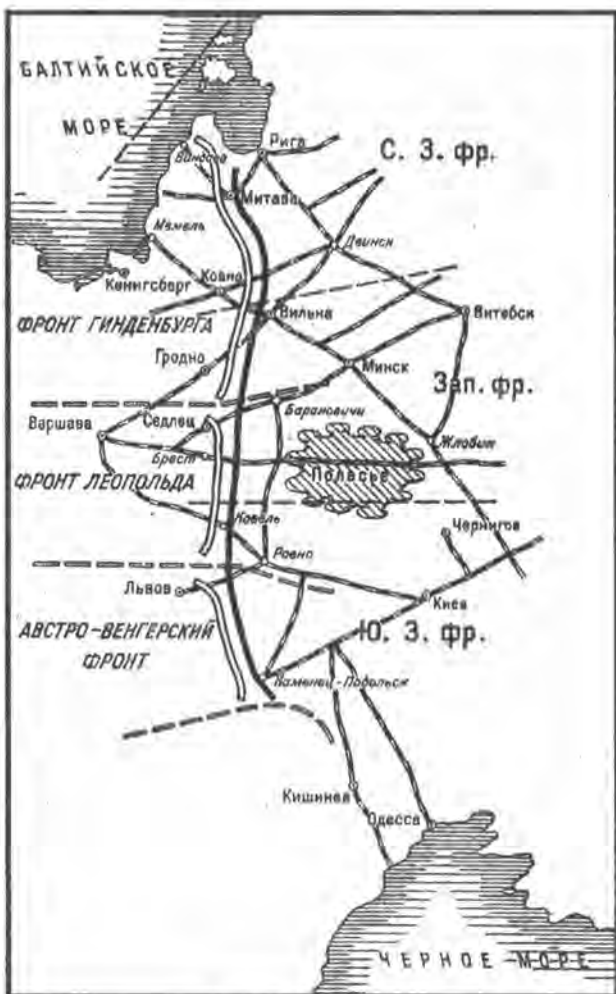 БАЛТИЙСКОЕ
МОРЕ
Рига
С. З. фр.
Виндава
Митава
Мемель
Двинск
Ковно
Кенигсберг
ФРОНТ ГИНДЕНБУРГА
Вильна
Витебск
Гродно
Минск
Зап. фр.
Барановичи
Седлец
Варшава
Жлобин
Брест
Полесье
ФРОНТ ЛЕОПОЛЬДА
Ковель
Чернигов
Ровно
Львов
Киев
АВСТРО-ВЕНГЕРСКИЙ
ФРОНТ
Ю. З. фр.
Каменец-Подольск
Кишинев
Одесса
ЧЕРНОЕ МОРЕ